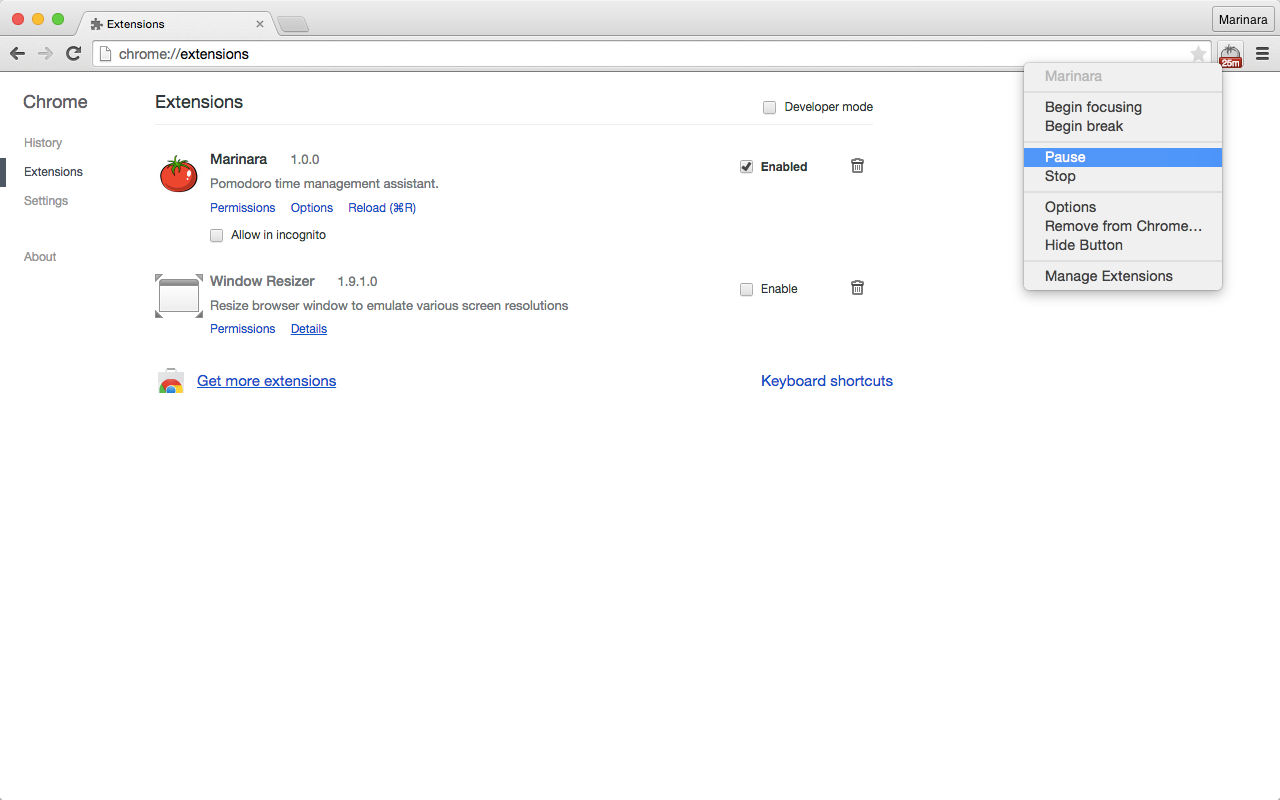 Extensions
Marinara
chrome://extensions
25m
Chrome
History
Extensions
Settings
About
Extensions
Developer mode
Marinara 1.0.0
Enabled
Pomodoro time management assistant.
Permissions Options Reload (⌘R)
Allow in incognito
Window Resizer 1.9.1.0
Enable
Resize browser window to emulate various screen resolutions
Permissions Details
Get more extensions
Keyboard shortcuts
Marinara
Begin focusing
Begin break
Pause
Stop
Options
Remove from Chrome...
Hide Button
Manage Extensions